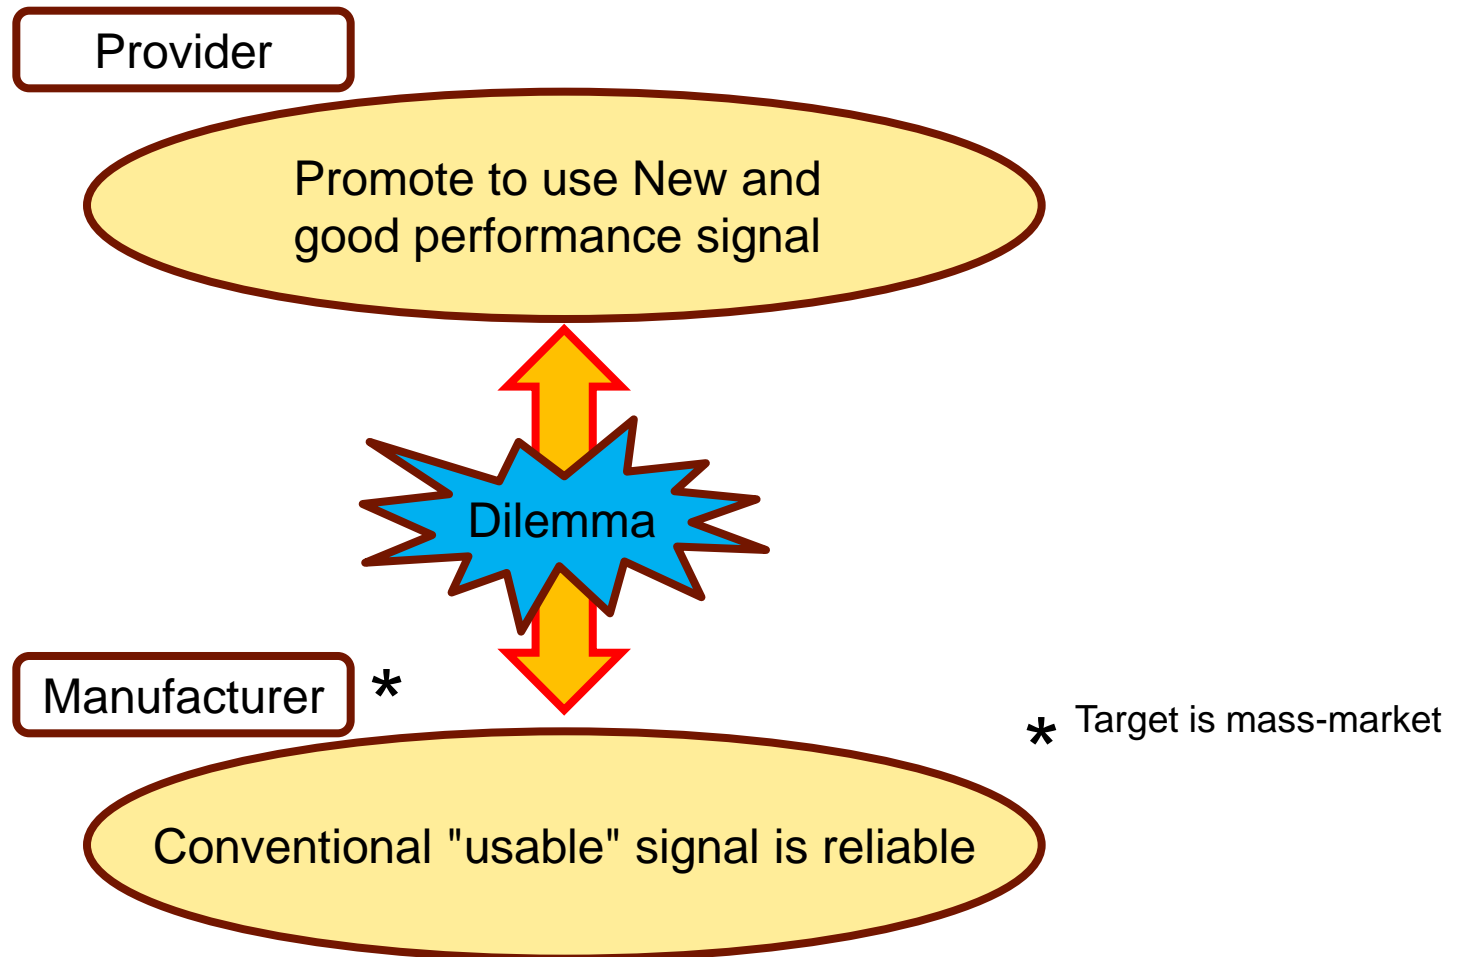 Provider
Promote to use New and
good performance signal
Dilemma
Manufacturer *
* Target is mass-market
Conventional "usable" signal is reliable